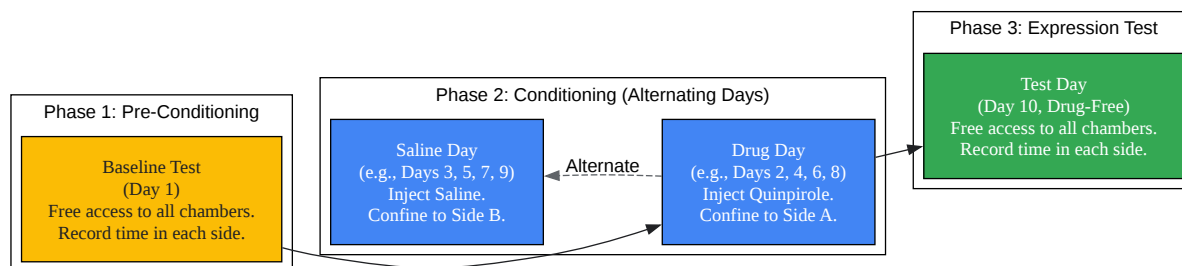 Phase 1: Pre-Conditioning
Baseline Test
(Day 1)
Free access to all chambers.
Record time in each side.
Phase 2: Conditioning (Alternating Days)
Saline Day
(e.g., Days 3, 5, 7, 9)
Inject Saline.
Confine to Side B.
Alternate
Drug Day
(e.g., Days 2, 4, 6, 8)
Inject Quinpirole.
Confine to Side A.
Phase 3: Expression Test
Test Day
(Day 10, Drug-Free)
Free access to all chambers.
Record time in each side.